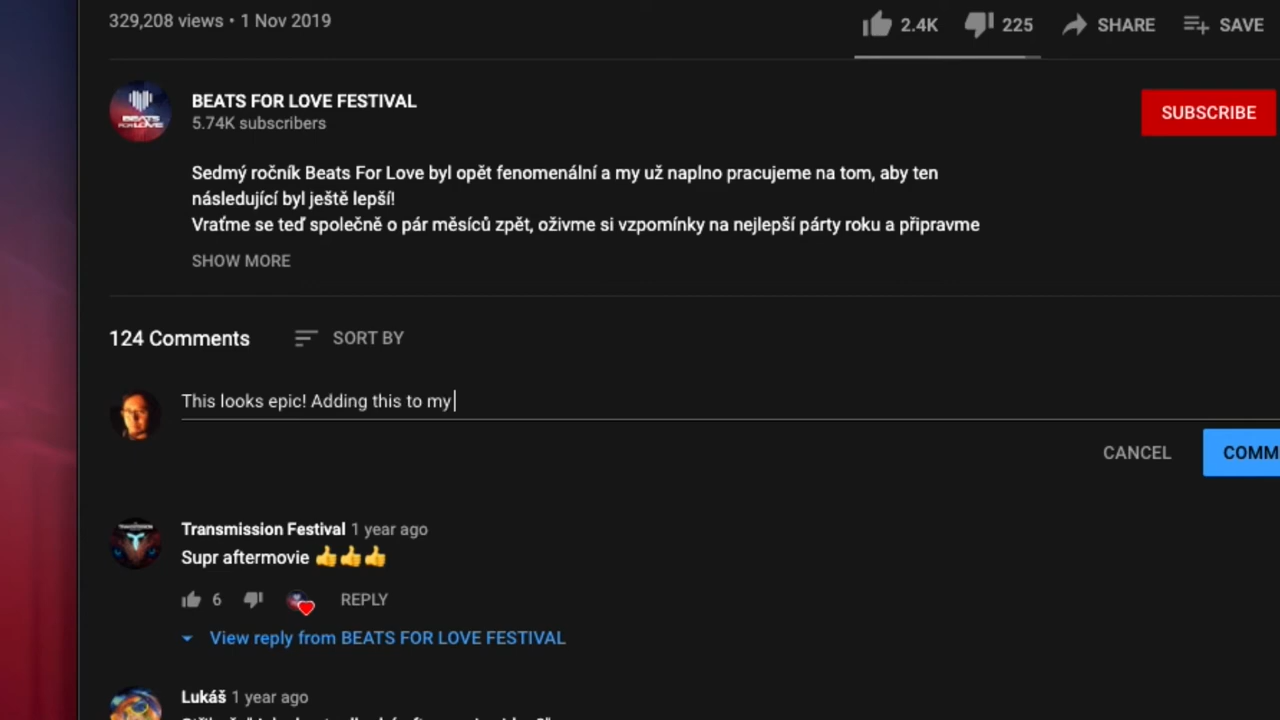 329,208 views • 1 Nov 2019
2.4K 225 SHARE SAVE
BEATS FOR LOVE FESTIVAL
5.74K subscribers
SUBSCRIBE
BEATS
FOR LOVE
Sedmý ročník Beats For Love byl opět fenomenální a my už naplno pracujeme na tom, aby ten
následující byl ještě lepší!
Vraťme se teď společně o pár měsíců zpět, oživme si vzpomínky na nejlepší párty roku a připravme
SHOW MORE
124 Comments SORT BY
This looks epic! Adding this to my
CANCEL COMM
Transmission Festival 1 year ago
Supr aftermovie 👍👍👍
6 REPLY
View reply from BEATS FOR LOVE FESTIVAL
Lukáš 1 year ago